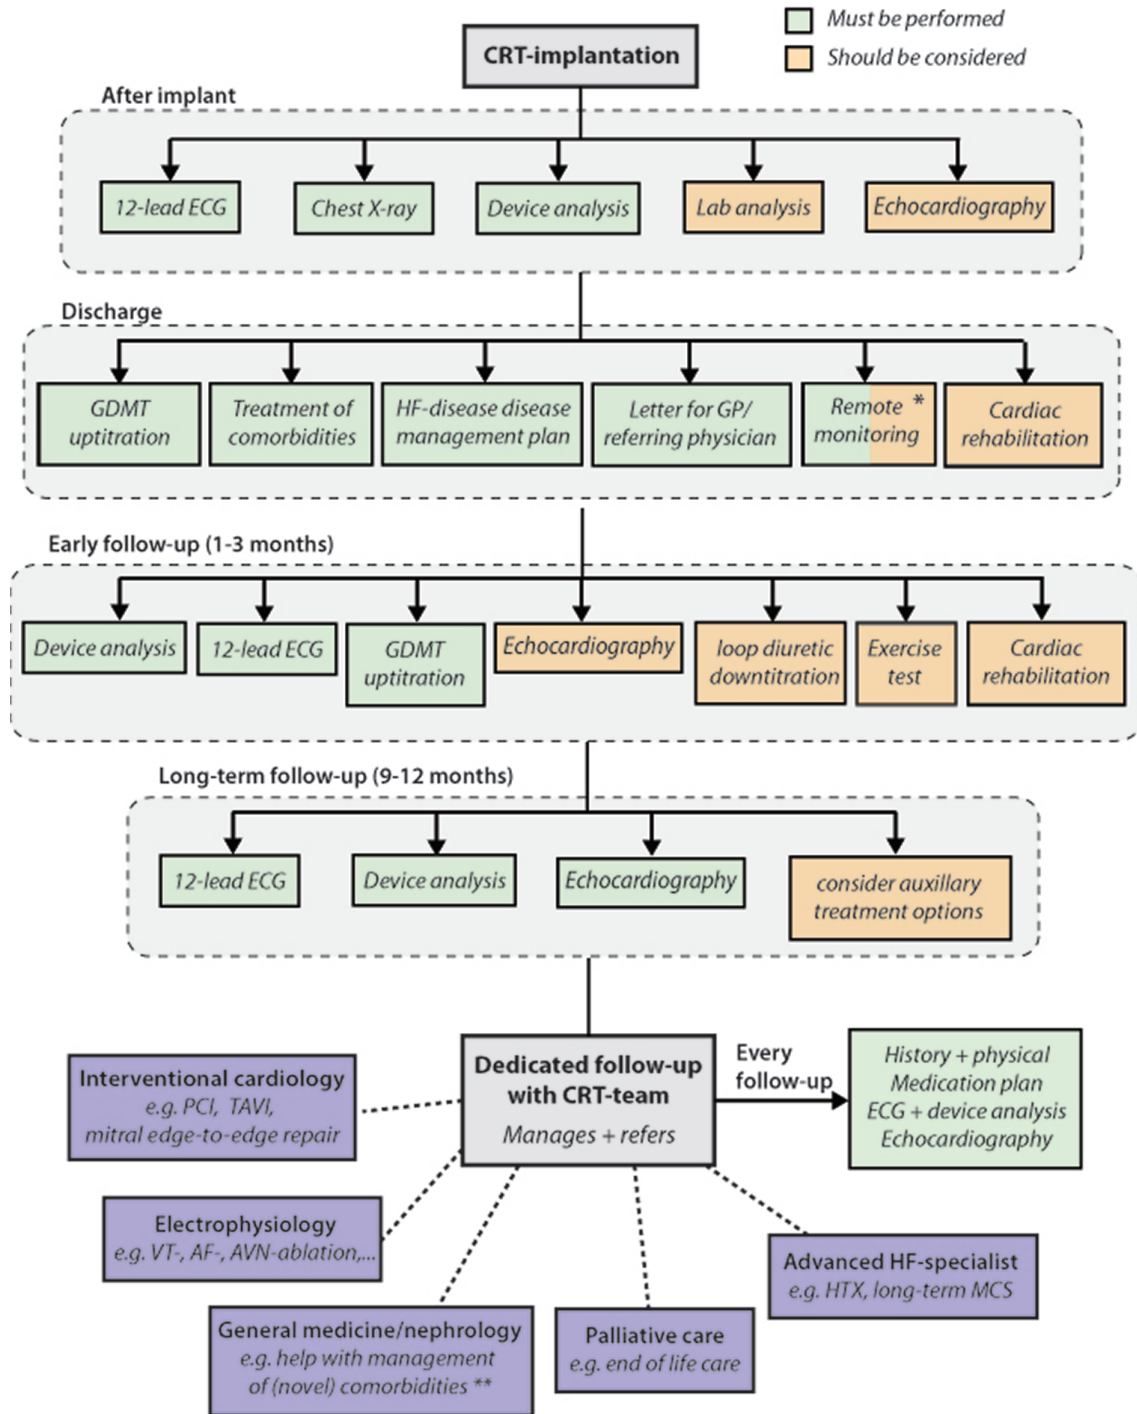 Must be performed
Should be considered
CRT-implantation
After implant
12-lead ECG
Chest X-ray
Device analysis
Lab analysis
Echocardiography
Discharge
GDMT
uptitration
Treatment of
comorbidities
HF-disease disease
management plan
Letter for GP/
referring physician
Remote *
monitoring
Cardiac
rehabilitation
Early follow-up (1-3 months)
Device analysis
12-lead ECG
GDMT
uptitration
Echocardiography
loop diuretic
downtitration
Exercise
test
Cardiac
rehabilitation
Long-term follow-up (9-12 months)
12-lead ECG
Device analysis
Echocardiography
consider auxillary
treatment options
Dedicated follow-up
with CRT-team
Manages + refers
Every
follow-up
History + physical
Medication plan
ECG + device analysis
Echocardiography
Interventional cardiology
e.g. PCI, TAVI,
mitral edge-to-edge repair
Electrophysiology
e.g. VT-, AF-, AVN-ablation,...
General medicine/nephrology
e.g. help with management
of (novel) comorbidities **
Palliative care
e.g. end of life care
Advanced HF-specialist
e.g. HTX, long-term MCS